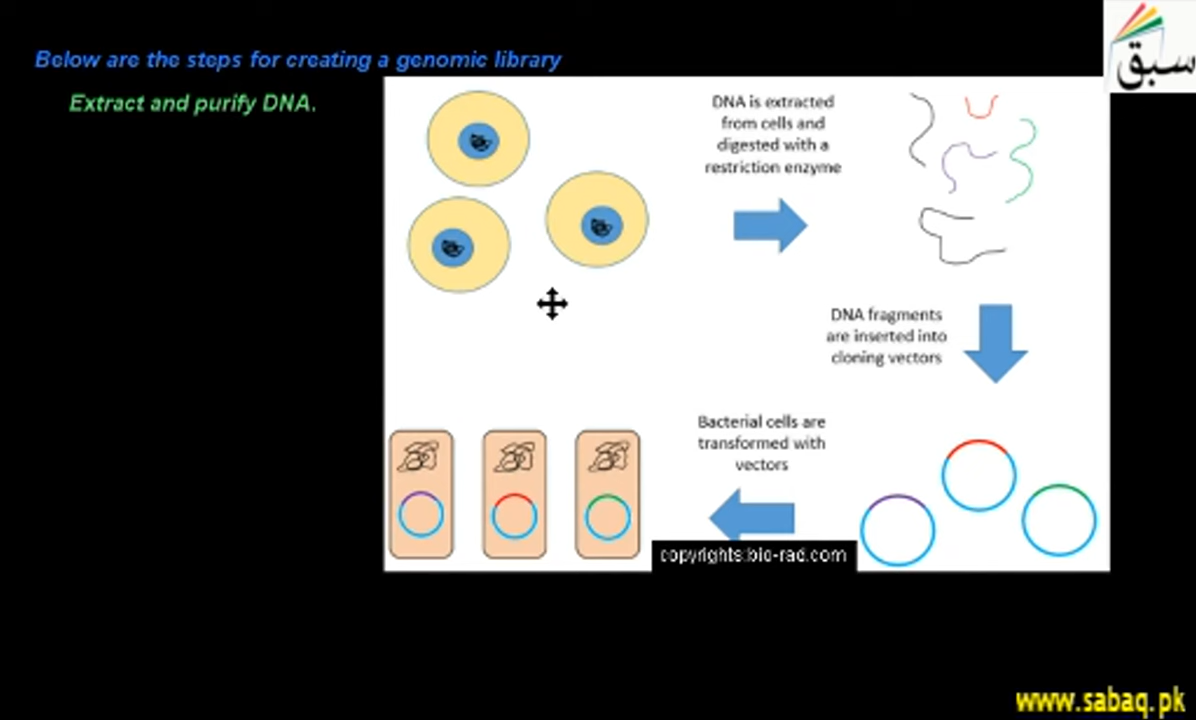 Below are the steps for creating a genomic library
سبق
Extract and purify DNA.
DNA is extracted
from cells and
digested with a
restriction enzyme
DNA fragments
are inserted into
cloning vectors
Bacterial cells are
transformed with
vectors
copyrights:bio-rad.com
www.sabaq.pk